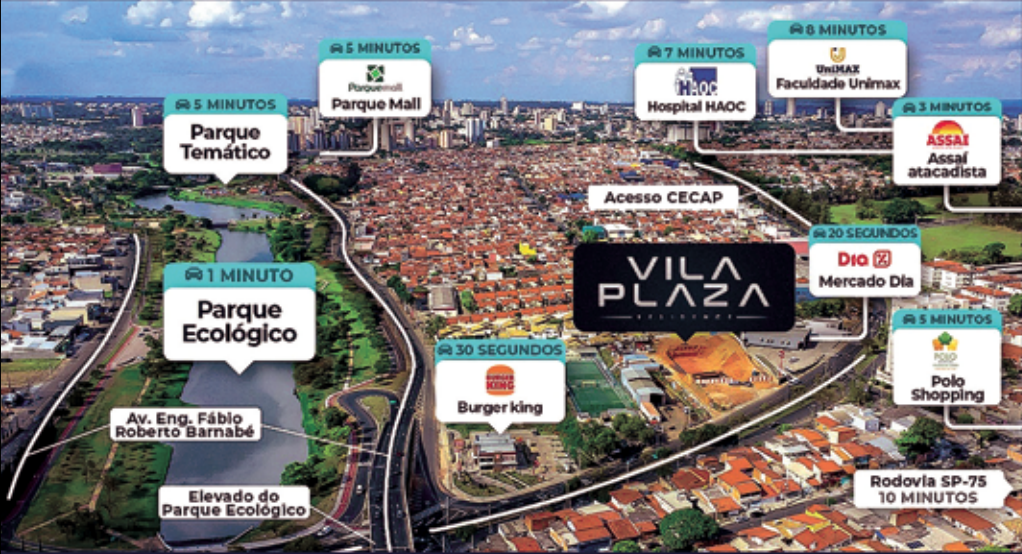 5 MINUTOS
Parquemall
Parque Mall
7 MINUTOS
HAOC
Hospital HAOC
8 MINUTOS
UniMAX
Faculdade Unimax
5 MINUTOS
Parque
Temático
3 MINUTOS
ASSAÍ
Assaí
atacadista
Acesso CECAP
20 SEGUNDOS
DIA
Mercado Dia
VILA
PLAZA
1 MINUTO
Parque
Ecológico
30 SEGUNDOS
BURGER
KING
Burger king
5 MINUTOS
POLO
Polo
Shopping
Av. Eng. Fábio
Roberto Barnabé
Elevado do
Parque Ecológico
Rodovia SP-75
10 MINUTOS